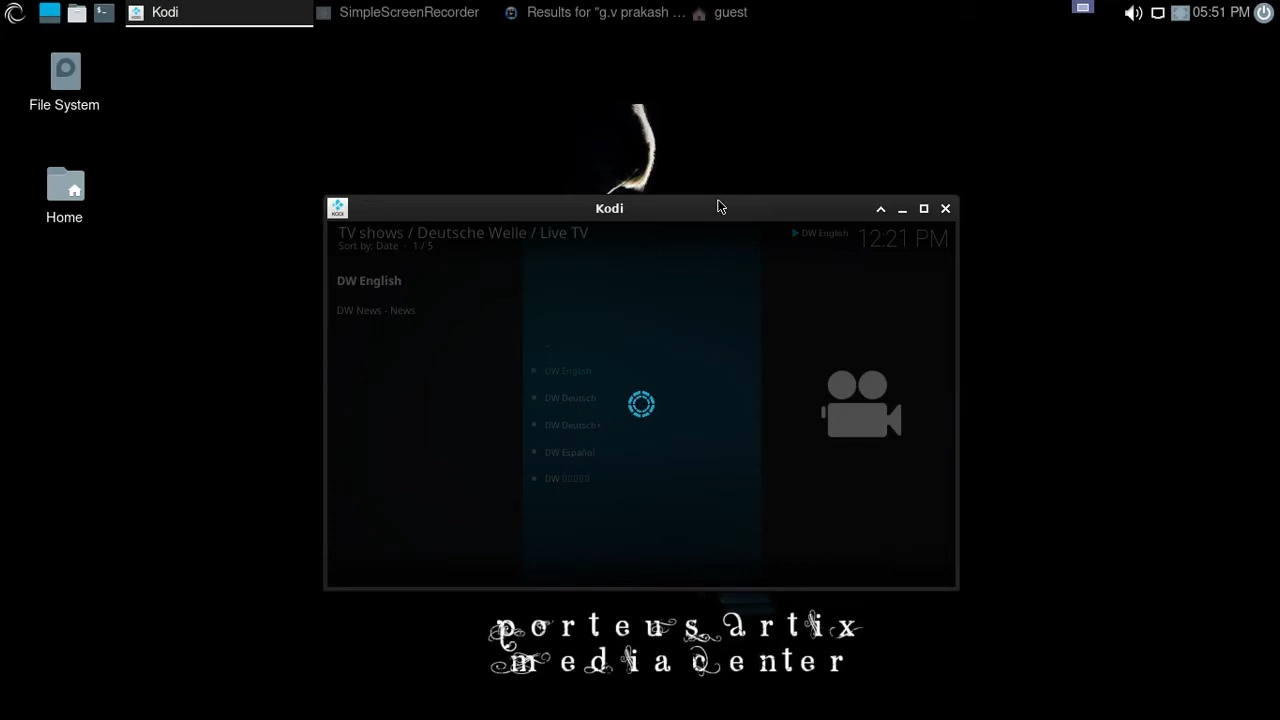 Kodi
SimpleScreenRecorder
Results for "g.v prakash ...
guest
05:51 PM
File System
Home
Kodi
TV shows / Deutsche Welle / Live TV
Sort by: Date · 1 / 5
DW English
12:21 PM
DW English
DW News - News
..
DW English
DW Deutsch
DW Deutsch+
DW Español
DW
porteus artix
media center